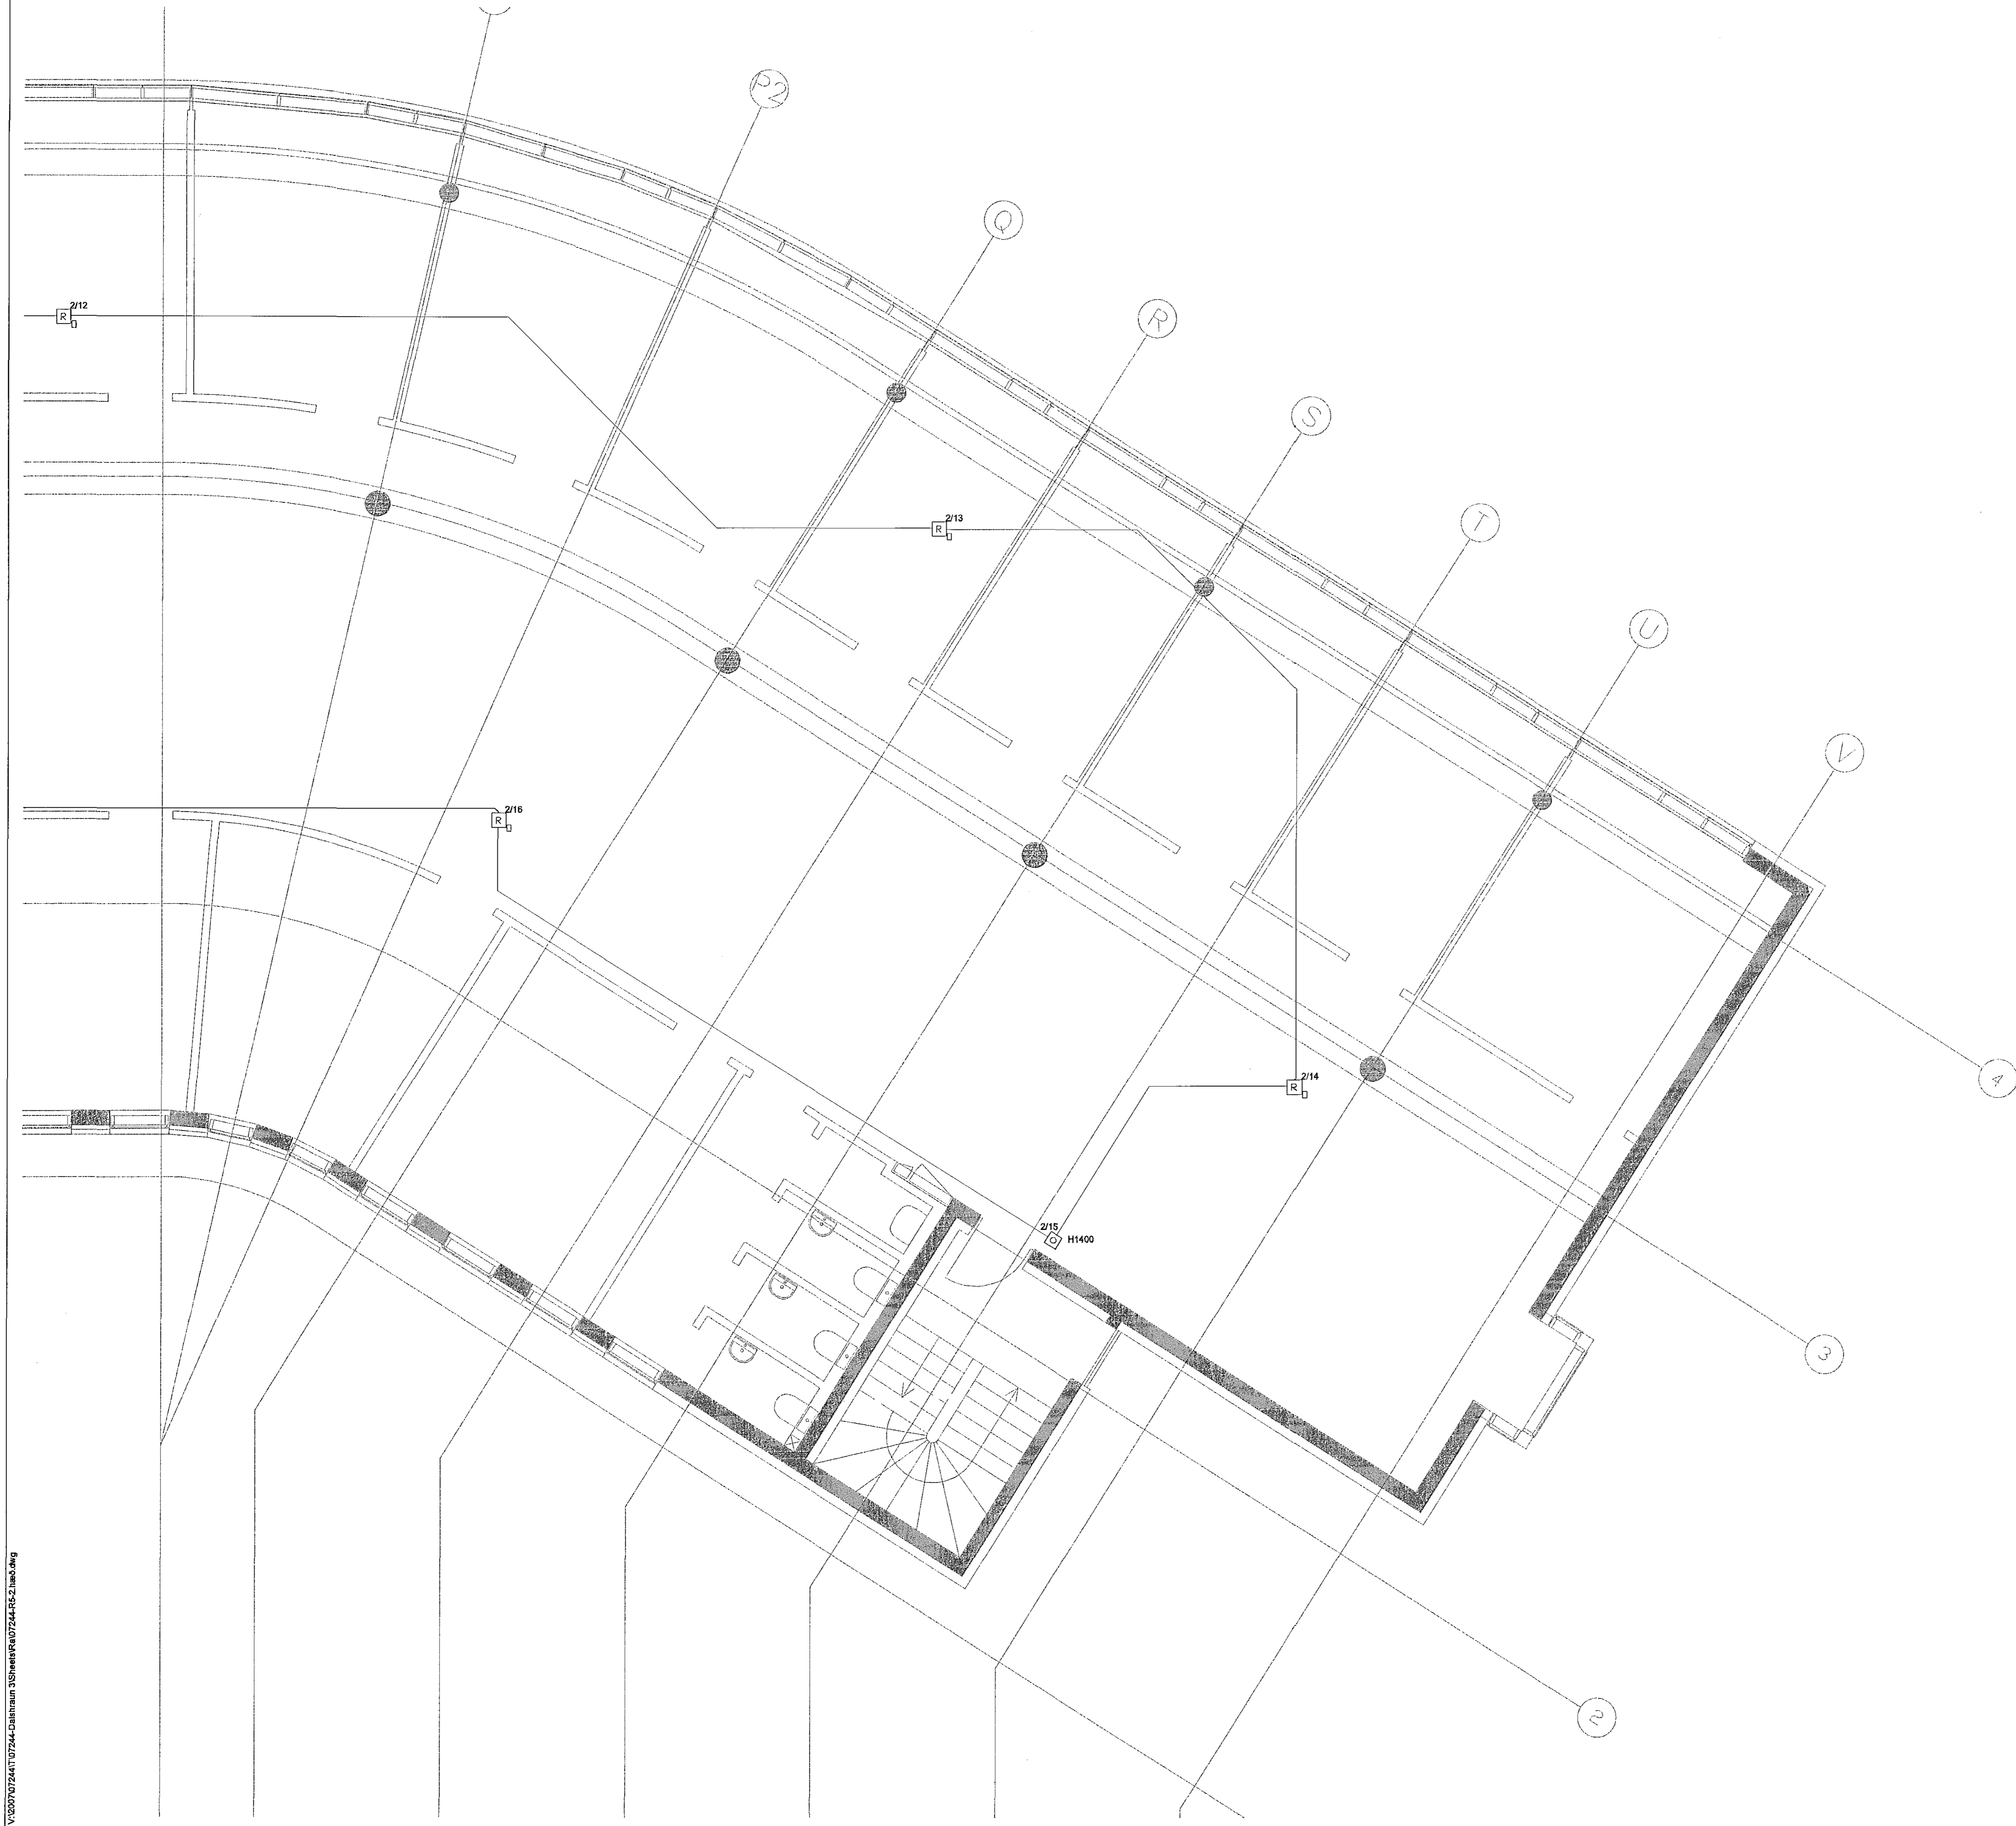 P2
Q
R
S
T
U
V
4
3
2
2/12
R
2/13
R
2/14
R
2/15
H1400
2/16
R
V:\2007\07244\T\07244-Dalshraun 3\Sheets\Ra\07244-R5-2.hæð.dwg